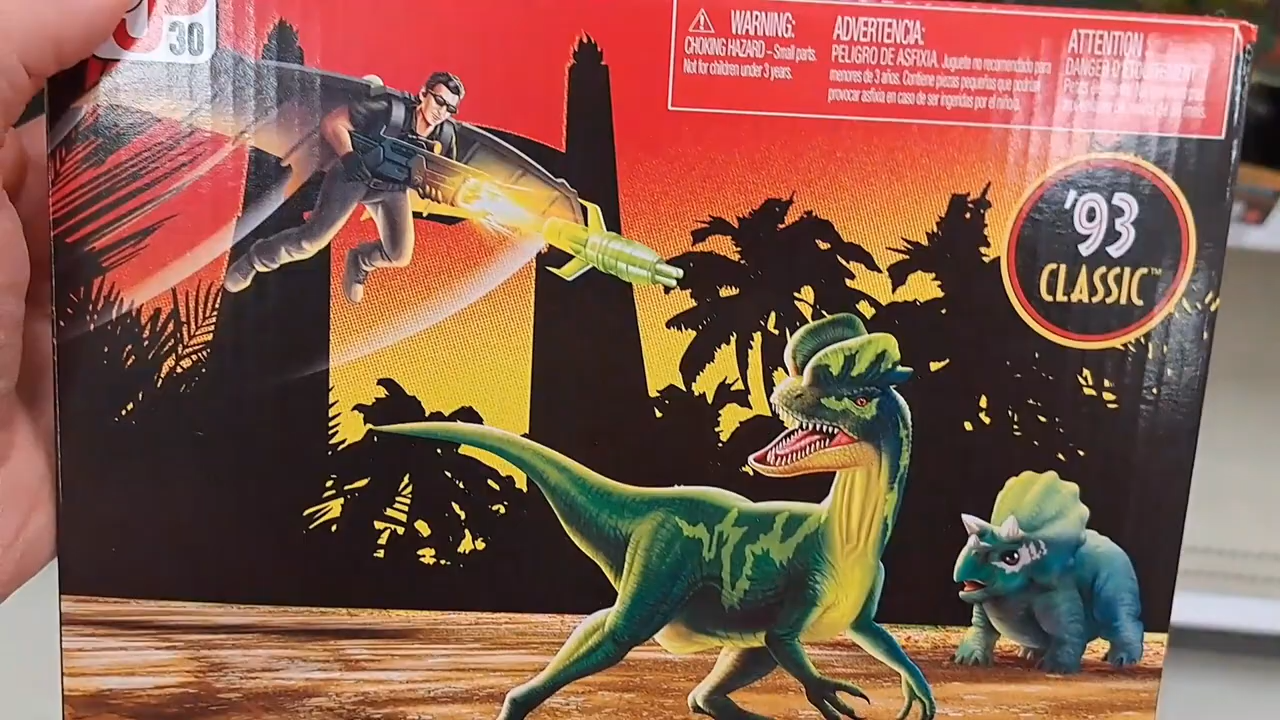 30
WARNING:
CHOKING HAZARD – Small parts.
Not for children under 3 years.
ADVERTENCIA:
PELIGRO DE ASFIXIA. Juguete no recomendado para
menores de 3 años. Contiene piezas pequeñas que podrían
provocar asfixia en caso de ser ingeridas por el niño/a.
ATTENTION :
DANGER D'ÉTOUFFEMENT
'93
CLASSIC™